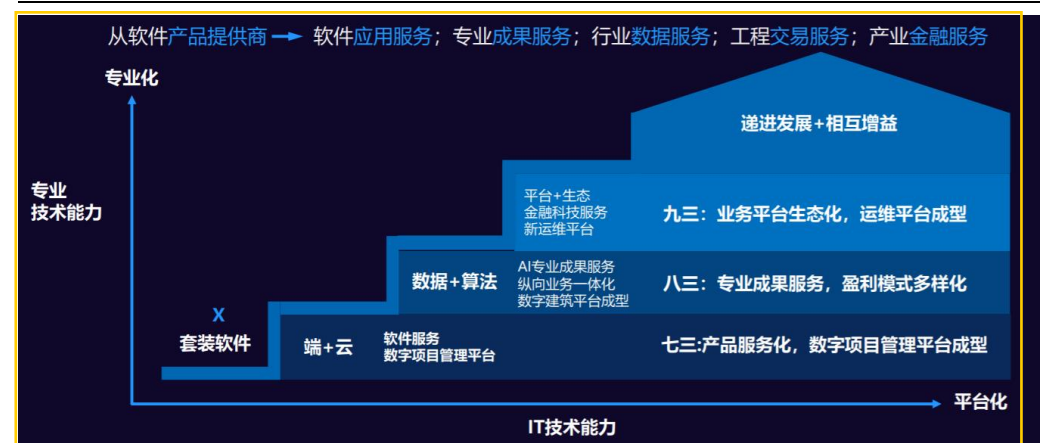 从软件产品提供商 → 软件应用服务；专业成果服务；行业数据服务；工程交易服务；产业金融服务
专业化
递进发展+相互增益
专业
技术能力
平台+生态
金融科技服务
新运维平台
九三：业务平台生态化，运维平台成型
数据+算法
AI专业成果服务
纵向业务一体化
数字建筑平台成型
八三：专业成果服务，盈利模式多样化
X
套装软件
端+云
软件服务
数字项目管理平台
七三:产品服务化，数字项目管理平台成型
平台化
IT技术能力